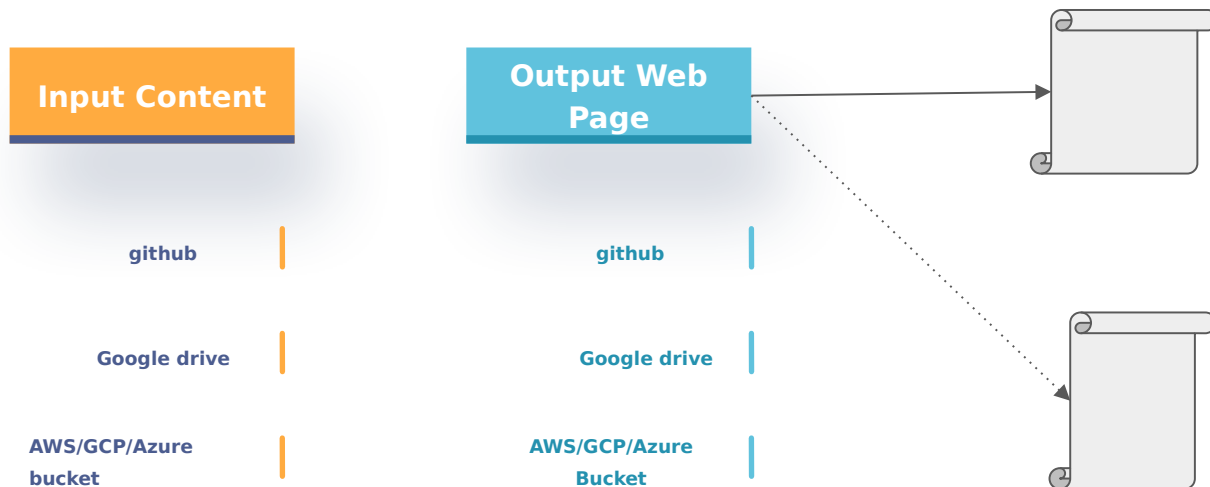 Input Content
Output Web
Page
github
github
Google drive
Google drive
AWS/GCP/Azure
bucket
AWS/GCP/Azure
Bucket